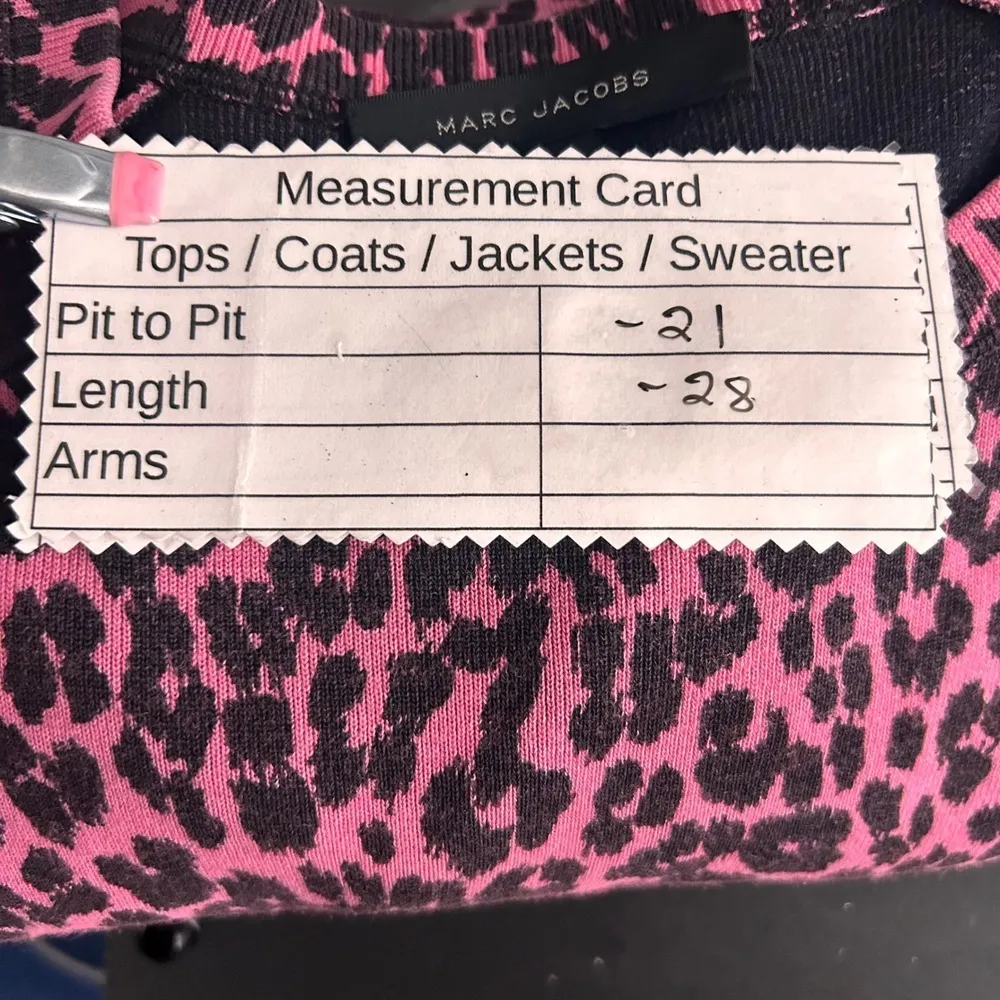 MARC JACOBS
Measurement Card
Tops / Coats / Jackets / Sweater
Pit to Pit -21
Length -28
Arms